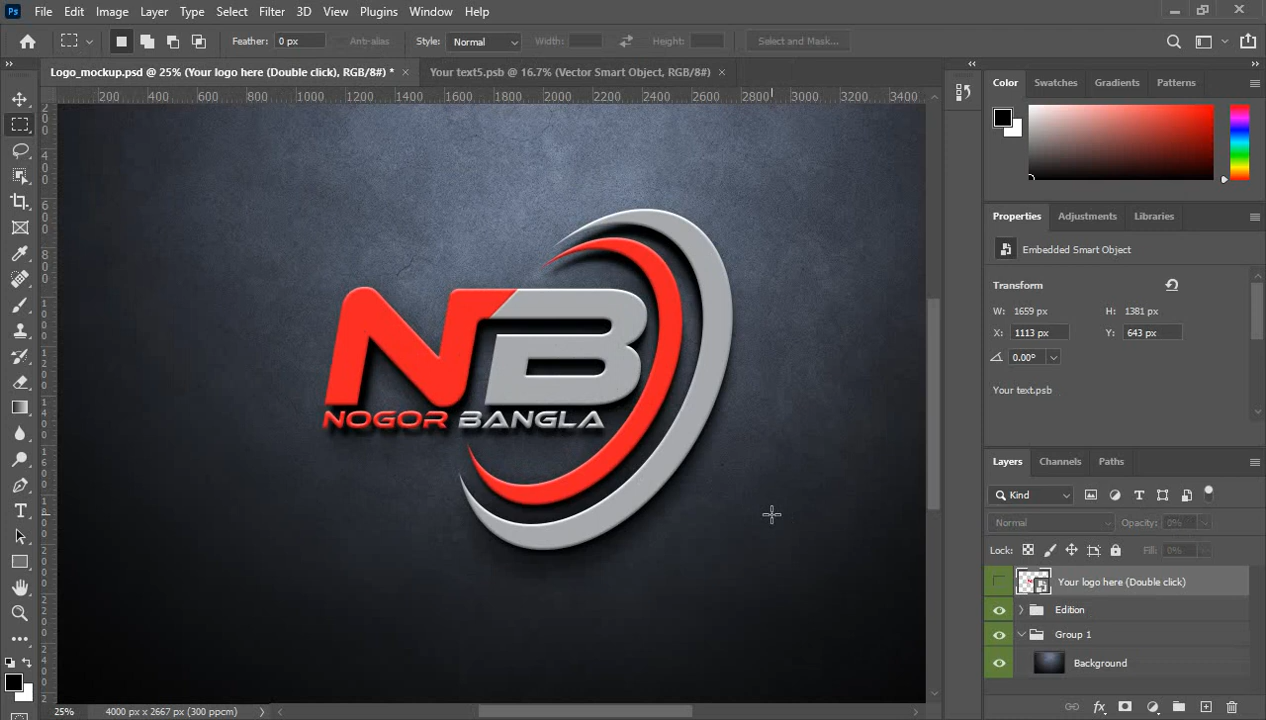 Ps File Edit Image Layer Type Select Filter 3D View Plugins Window Help
Feather: 0 px Anti-alias Style: Normal Width: Height: Select and Mask...
Logo_mockup.psd @ 25% (Your logo here (Double click), RGB/8#) * × Your text5.psb @ 16.7% (Vector Smart Object, RGB/8#) ×
200 400 600 800 1000 1200 1400 1600 1800 2000 2200 2400 2600 2800 3000 3200 3400
Color Swatches Gradients Patterns
Properties Adjustments Libraries
Embedded Smart Object
Transform
W: 1659 px H: 1381 px
X: 1113 px Y: 643 px
0.00°
Your text.psb
NB
NOGOR BANGLA
Layers Channels Paths
Kind
Normal Opacity: 0%
Lock: Fill: 0%
Your logo here (Double click)
Edition
Group 1
Background
25% 4000 px x 2667 px (300 ppcm)